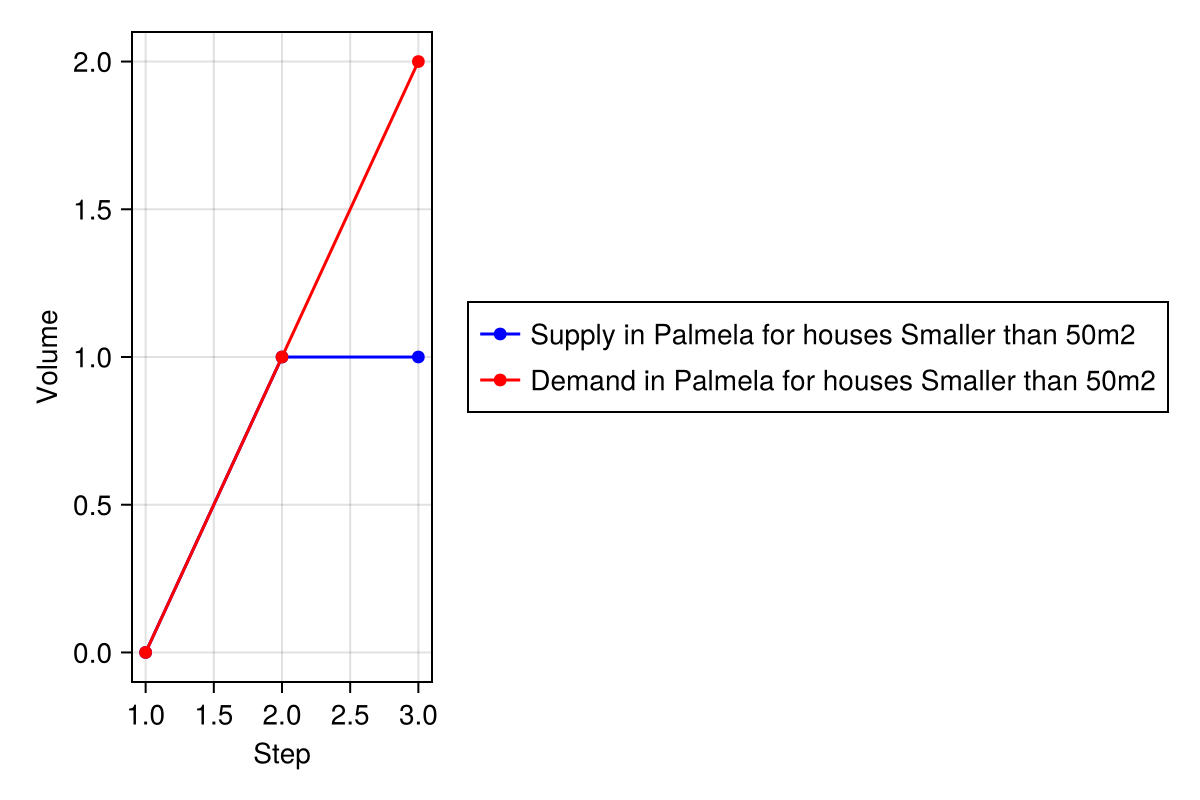 2.0
1.5
1.0
0.5
0.0
Volume
1.0 1.5 2.0 2.5 3.0
Step
Supply in Palmela for houses Smaller than 50m2
Demand in Palmela for houses Smaller than 50m2